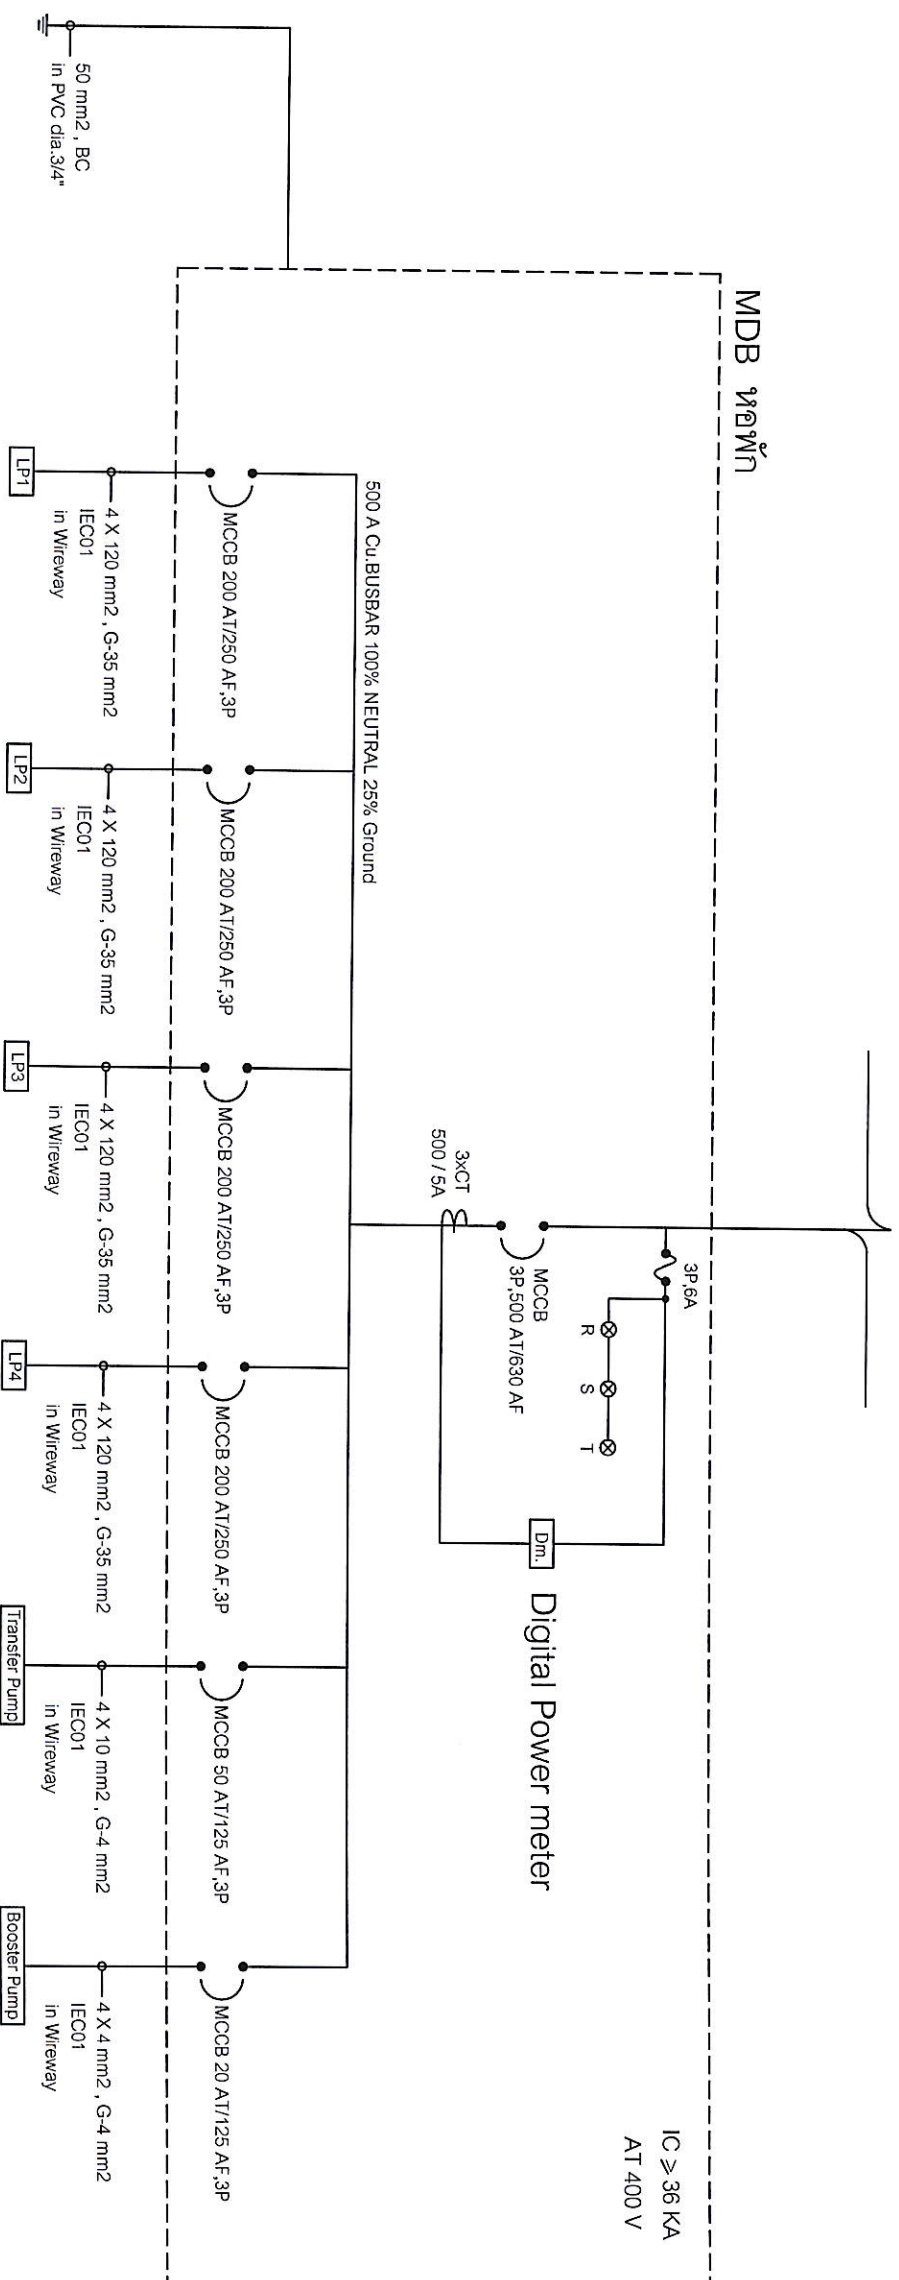 MDB หอพัก
IC ⩾ 36 KA
AT 400 V
3P,6A
R
S
T
MCCB
3P,500 AT/630 AF
Dm.
Digital Power meter
3xCT
500 / 5A
500 A Cu.BUSBAR 100% NEUTRAL 25% Ground
MCCB 200 AT/250 AF,3P
MCCB 200 AT/250 AF,3P
MCCB 200 AT/250 AF,3P
MCCB 200 AT/250 AF,3P
MCCB 50 AT/125 AF,3P
MCCB 20 AT/125 AF,3P
50 mm2 , BC
in PVC dia.3/4"
4 X 120 mm2 , G-35 mm2
IEC01
in Wireway
4 X 120 mm2 , G-35 mm2
IEC01
in Wireway
4 X 120 mm2 , G-35 mm2
IEC01
in Wireway
4 X 120 mm2 , G-35 mm2
IEC01
in Wireway
4 X 10 mm2 , G-4 mm2
IEC01
in Wireway
4 X 4 mm2 , G-4 mm2
IEC01
in Wireway
LP1
LP2
LP3
LP4
Transfer Pump
Booster Pump